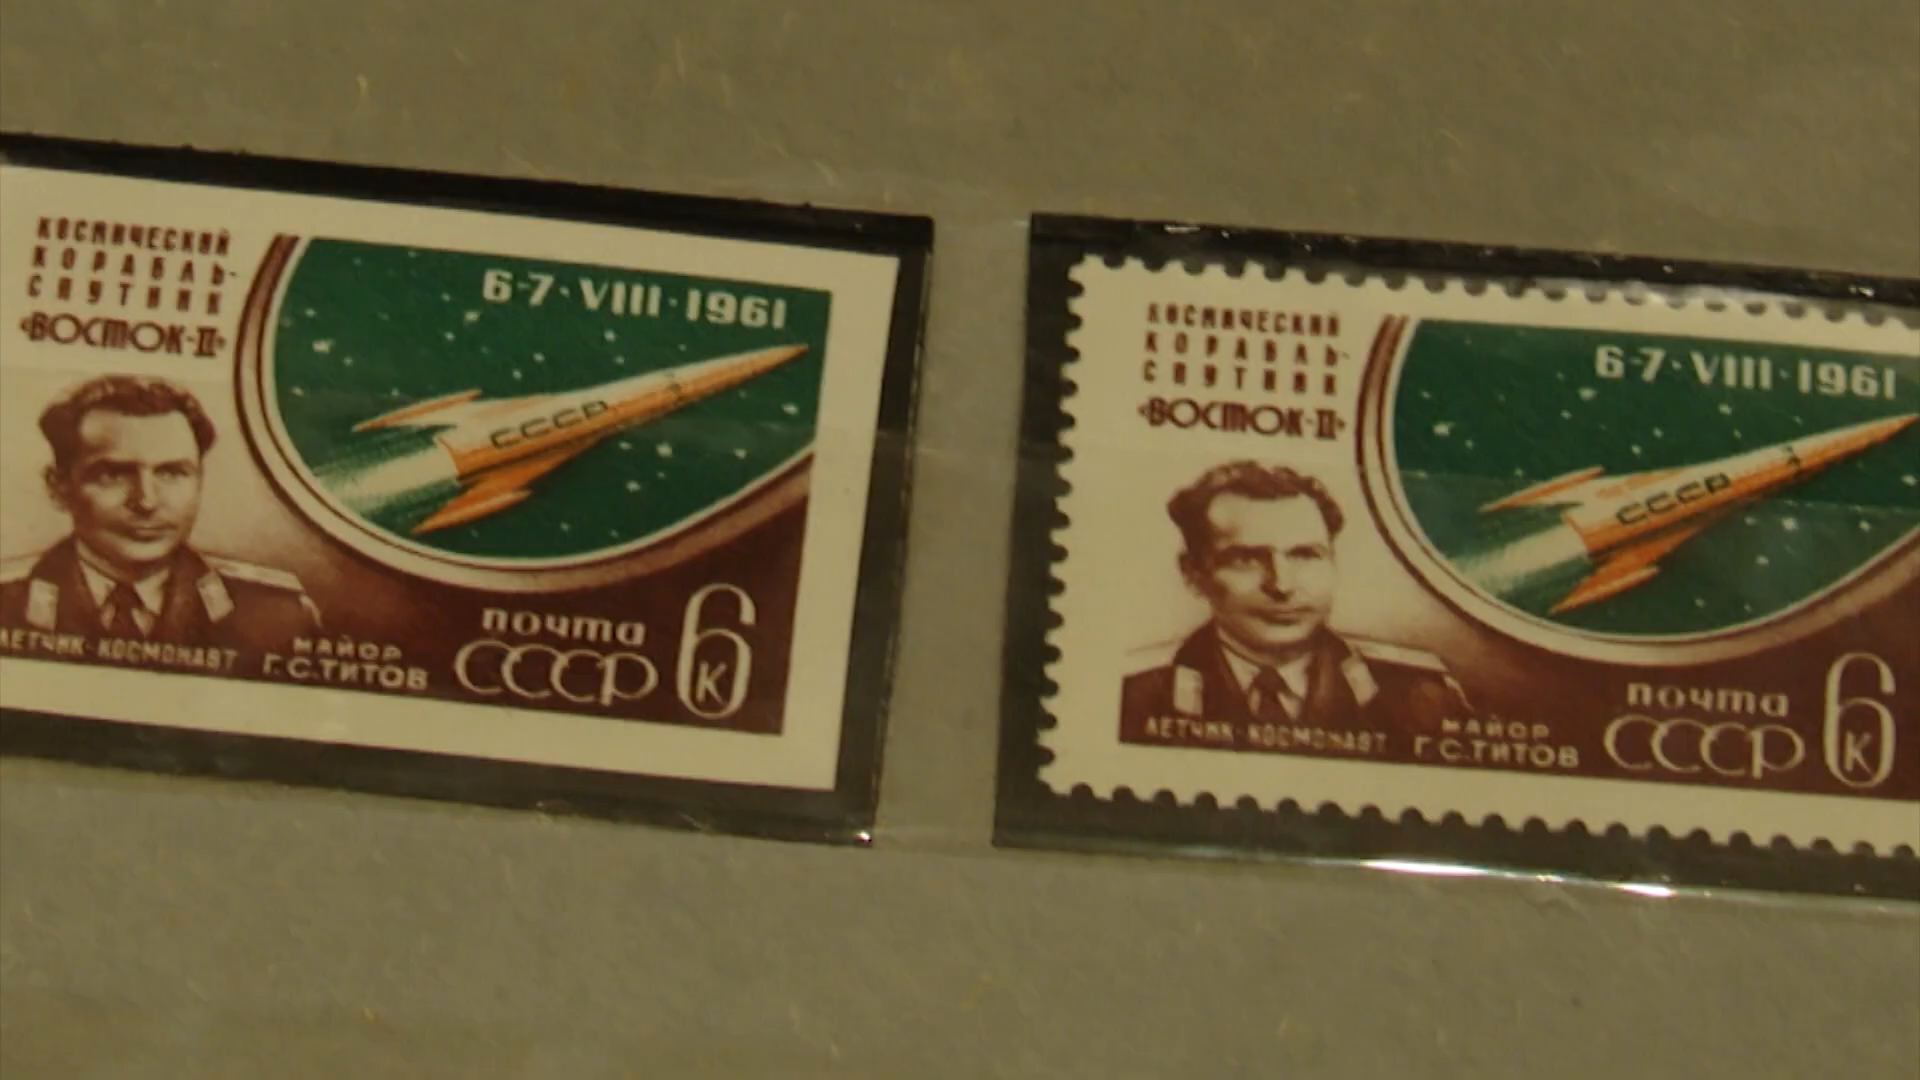 КОСМИЧЕСКИЙ
КОРАБЛЬ-
СПУТНИК
«ВОСТОК-II»
6-7·VIII·1961
СССР
ЛЕТЧИК-КОСМОНАВТ
МАЙОР
Г.С.ТИТОВ
почта
СССР
6
К
КОСМИЧЕСКИЙ
КОРАБЛЬ-
СПУТНИК
«ВОСТОК-II»
6-7·VIII·1961
СССР
ЛЕТЧИК-КОСМОНАВТ
МАЙОР
Г.С.ТИТОВ
почта
СССР
6
К